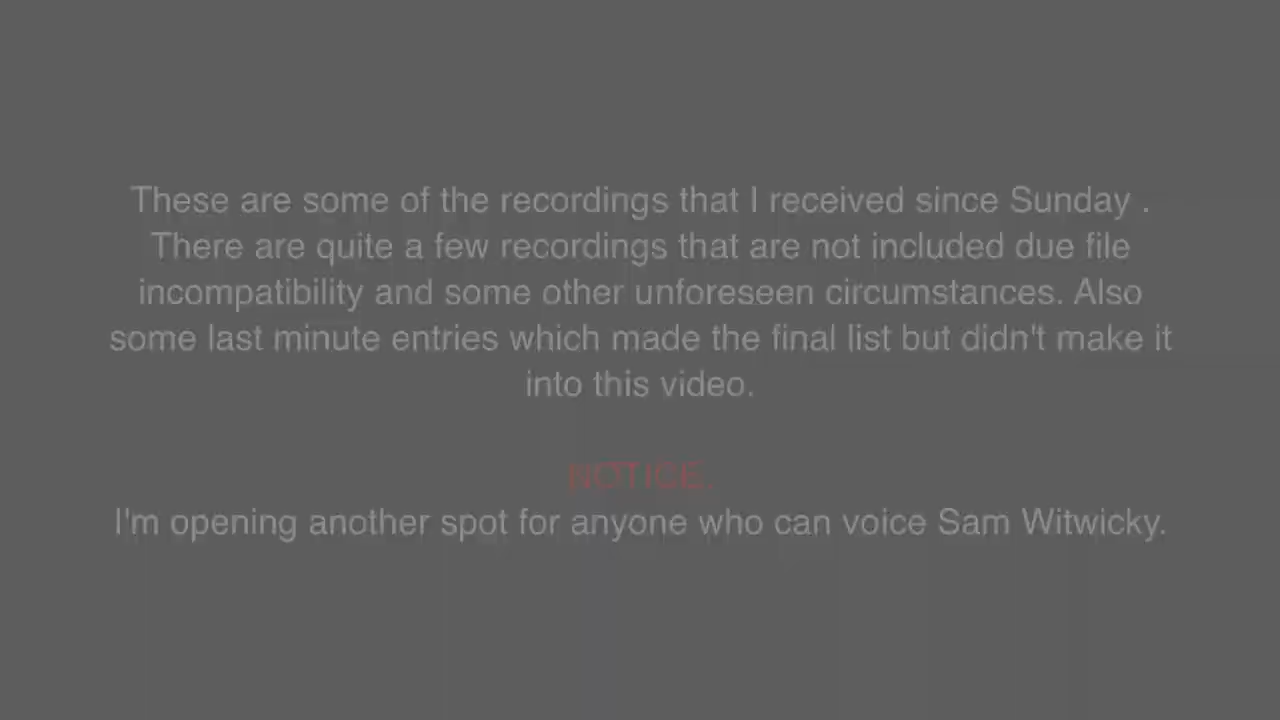 These are some of the recordings that I received since Sunday .
There are quite a few recordings that are not included due file
incompatibility and some other unforeseen circumstances. Also
some last minute entries which made the final list but didn't make it
into this video.
NOTICE.
I'm opening another spot for anyone who can voice Sam Witwicky.